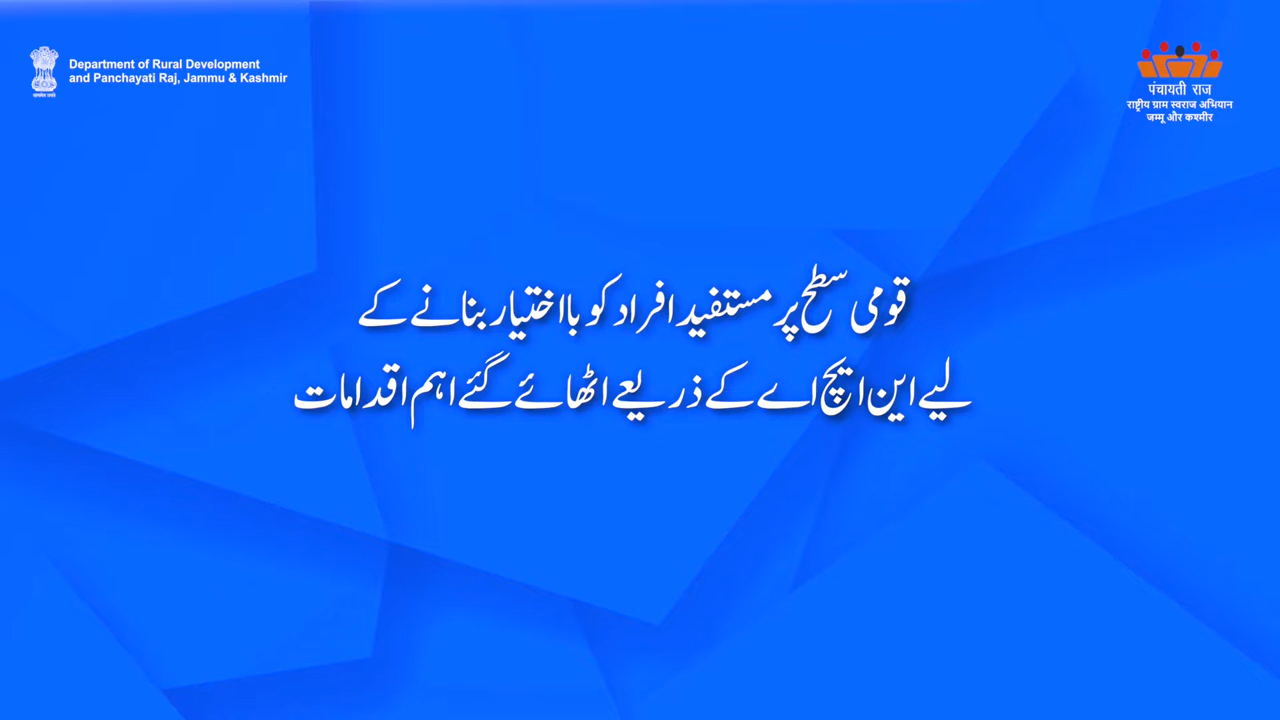 Department of Rural Development
and Panchayati Raj, Jammu & Kashmir
पंचायती राज
राष्ट्रीय ग्राम स्वराज अभियान
जम्मू और कश्मीर
قومی سطح پر مستفید افراد کو بااختیار بنانے کے
لیے این ایچ اے کے ذریعے اٹھائے گئے اہم اقدامات